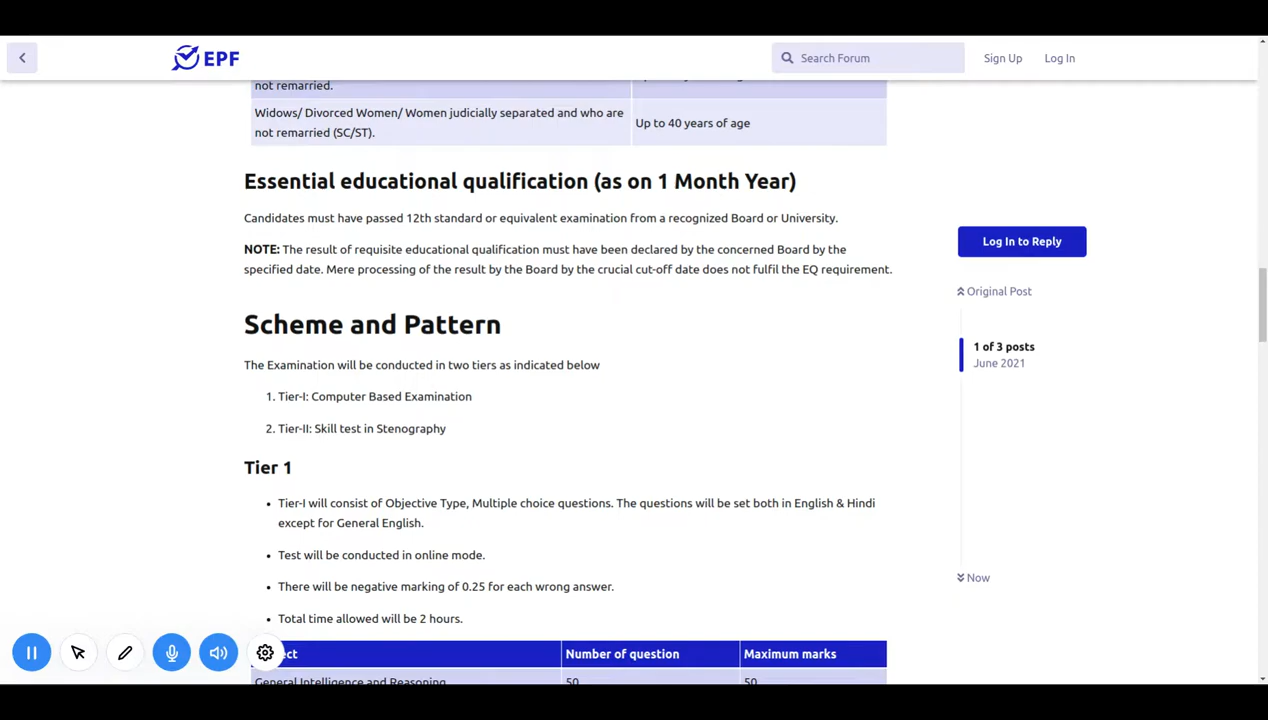 EPF
Search Forum
Sign Up
Log In
not remarried.
Widows/ Divorced Women/ Women judicially separated and who are
not remarried (SC/ST).
Up to 40 years of age
Essential educational qualification (as on 1 Month Year)
Candidates must have passed 12th standard or equivalent examination from a recognized Board or University.
NOTE: The result of requisite educational qualification must have been declared by the concerned Board by the
specified date. Mere processing of the result by the Board by the crucial cut-off date does not fulfil the EQ requirement.
Log In to Reply
Original Post
1 of 3 posts
June 2021
Now
Scheme and Pattern
The Examination will be conducted in two tiers as indicated below
1. Tier-I: Computer Based Examination
2. Tier-II: Skill test in Stenography
Tier 1
• Tier-I will consist of Objective Type, Multiple choice questions. The questions will be set both in English & Hindi
except for General English.
• Test will be conducted in online mode.
• There will be negative marking of 0.25 for each wrong answer.
• Total time allowed will be 2 hours.
ect
Number of question
Maximum marks
General Intelligence and Reasoning
50
50